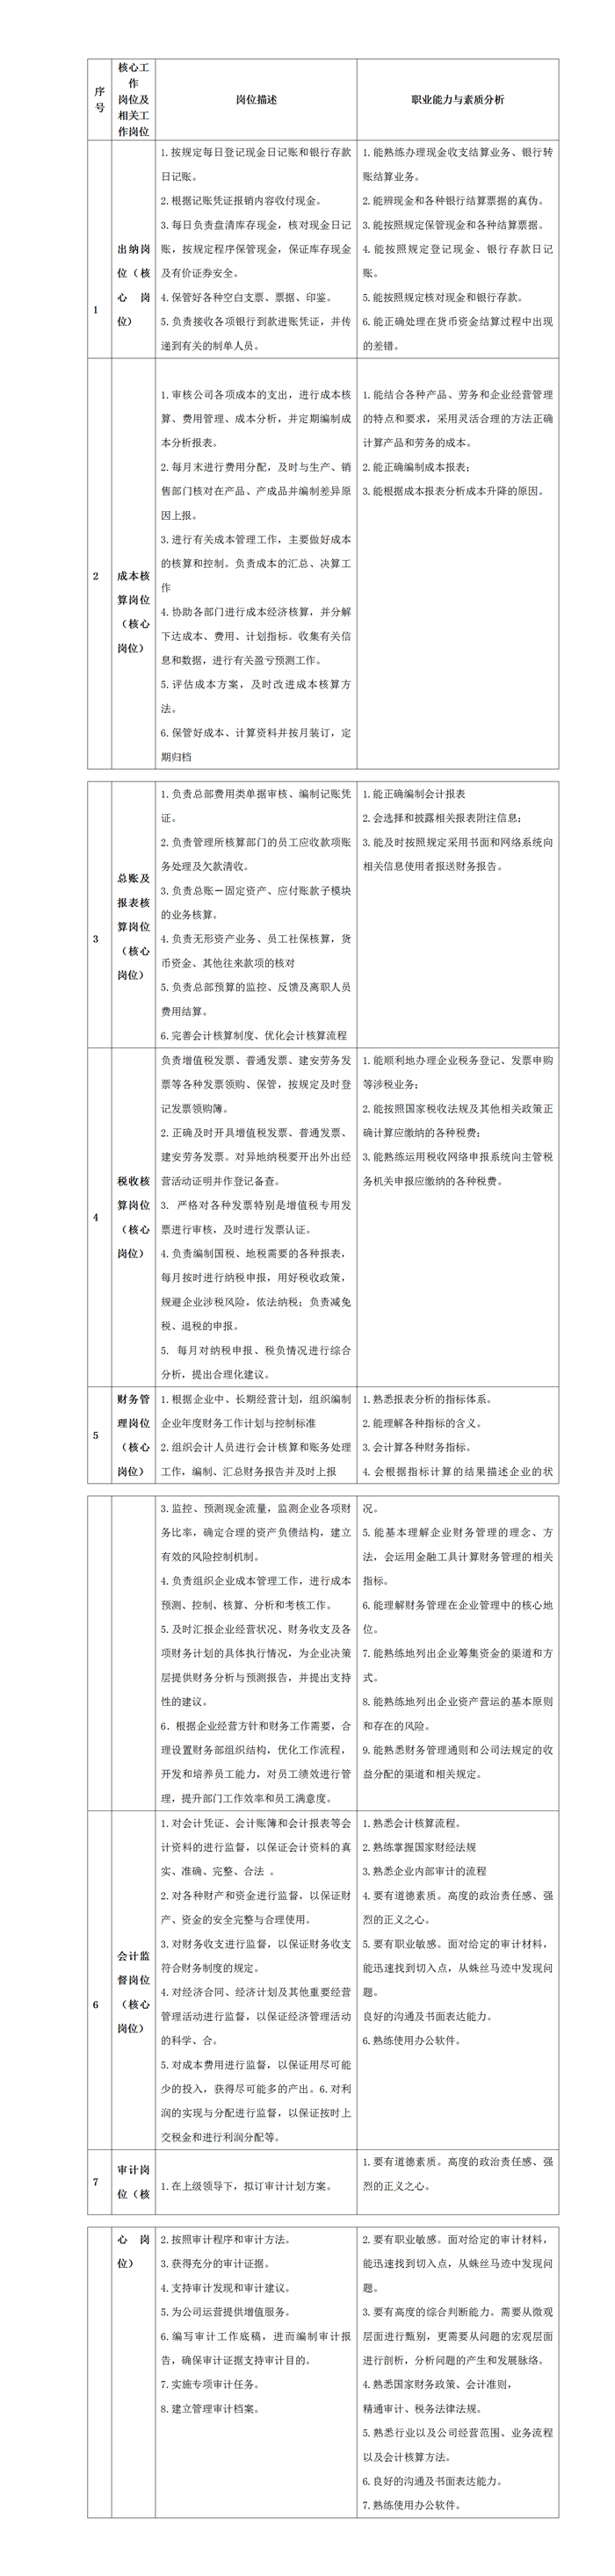 序号
核心工作岗位及相关工作岗位
岗位描述
职业能力与素质分析
1
出纳岗
位（核
心 岗
位）
1.按规定每日登记现金日记账和银行存款
日记账。
2.根据记账凭证报销内容收付现金。
3.每日负责盘清库存现金，核对现金日记
账，按规定程序保管现金，保证库存现金
及有价证券安全。
4.保管好各种空白支票、票据、印鉴。
5.负责接收各项银行到款进账凭证，并传
递到有关的制单人员。
1.能熟练办理现金收支结算业务、银行转
账结算业务。
2.能辨现金和各种银行结算票据的真伪。
3.能按照规定保管现金和各种结算票据。
4.能按照规定登记现金、银行存款日记
账。
5.能按照规定核对现金和银行存款。
6.能正确处理在货币资金结算过程中出现
的差错。
2
成本核
算岗位
（核心
岗位）
1.审核公司各项成本的支出，进行成本核
算、费用管理、成本分析，并定期编制成
本分析报表。
2.每月末进行费用分配，及时与生产、销
售部门核对在产品、产成品并编制差异原
因上报。
3.进行有关成本管理工作，主要做好成本
的核算和控制。负责成本的汇总、决算工
作
4.协助各部门进行成本经济核算，并分解
下达成本、费用、计划指标。收集有关信
息和数据，进行有关盈亏预测工作。
5.评估成本方案，及时改进成本核算方
法。
6.保管好成本、计算资料并按月装订，定
期归档
1.能结合各种产品、劳务和企业经营管理
的特点和要求，采用灵活合理的方法正确
计算产品和劳务的成本。
2.能正确编制成本报表；
3.能根据成本报表分析成本升降的原因。
3
总账及
报表核
算岗位
（核心
岗位）
1.负责总部费用类单据审核、编制记账凭
证。
2.负责管理所核算部门的员工应收款项账
务处理及欠款清收。
3.负责总账－固定资产、应付账款子模块
的业务核算。
4.负责无形资产业务、员工社保核算，货
币资金、其他往来款项的核对
5.负责总部预算的监控、反馈及离职人员
费用结算。
6.完善会计核算制度、优化会计核算流程
1.能正确编制会计报表
2.会选择和披露相关报表附注信息；
3.能及时按照规定采用书面和网络系统向
相关信息使用者报送财务报告。
4
税收核
算岗位
（核心
岗位）
负责增值税发票、普通发票、建安劳务发
票等各种发票领购、保管，按规定及时登
记发票领购簿。
2.正确及时开具增值税发票、普通发票、
建安劳务发票。对异地纳税要开出外出经
营活动证明并作登记备查。
3. 严格对各种发票特别是增值税专用发
票进行审核，及时进行发票认证。
4.负责编制国税、地税需要的各种报表，
每月按时进行纳税申报，用好税收政策，
规避企业涉税风险，依法纳税；负责减免
税、退税的申报。
5. 每月对纳税申报、税负情况进行综合
分析，提出合理化建议。
1.能顺利地办理企业税务登记、发票申购
等涉税业务；
2.能按照国家税收法规及其他相关政策正
确计算应缴纳的各种税费；
3.能熟练运用税收网络申报系统向主管税
务机关申报应缴纳的各种税费。
5
财务管
理岗位
（核心
岗位）
1.根据企业中、长期经营计划，组织编制
企业年度财务工作计划与控制标准
2.组织会计人员进行会计核算和账务处理
工作，编制、汇总财务报告并及时上报
1.熟悉报表分析的指标体系。
2.能理解各种指标的含义。
3.会计算各种财务指标。
4.会根据指标计算的结果描述企业的状
3.监控、预测现金流量，监测企业各项财
务比率，确定合理的资产负债结构，建立
有效的风险控制机制。
4.负责组织企业成本管理工作，进行成本
预测、控制、核算、分析和考核工作。
5.及时汇报企业经营状况、财务收支及各
项财务计划的具体执行情况，为企业决策
层提供财务分析与预测报告，并提出支持
性的建议。
6．根据企业经营方针和财务工作需要，合
理设置财务部组织结构，优化工作流程，
开发和培养员工能力，对员工绩效进行管
理，提升部门工作效率和员工满意度。
况。
5.能基本理解企业财务管理的理念、方
法，会运用金融工具计算财务管理的相关
指标。
6.能理解财务管理在企业管理中的核心地
位。
7.能熟练地列出企业筹集资金的渠道和方
式。
8.能熟练地列出企业资产营运的基本原则
和存在的风险。
9.能熟悉财务管理通则和公司法规定的收
益分配的渠道和相关规定。
6
会计监
督岗位
（核心
岗位）
1.对会计凭证、会计账簿和会计报表等会
计资料的进行监督，以保证会计资料的真
实、准确、完整、合法 。
2.对各种财产和资金进行监督，以保证财
产、资金的安全完整与合理使用。
3.对财务收支进行监督，以保证财务收支
符合财务制度的规定。
4.对经济合同、经济计划及其他重要经营
管理活动进行监督，以保证经济管理活动
的科学、合。
5.对成本费用进行监督，以保证用尽可能
少的投入，获得尽可能多的产出。6.对利
润的实现与分配进行监督，以保证按时上
交税金和进行利润分配等。
1.熟悉会计核算流程。
2.熟练掌握国家财经法规
3.熟悉企业内部审计的流程
4.要有道德素质。高度的政治责任感、强
烈的正义之心。
5.要有职业敏感。面对给定的审计材料，
能迅速找到切入点，从蛛丝马迹中发现问
题。
良好的沟通及书面表达能力。
6.熟练使用办公软件。
7
审计岗
位（核
1.在上级领导下，拟订审计计划方案。
1.要有道德素质。高度的政治责任感、强
烈的正义之心。
心 岗
位）
2.按照审计程序和审计方法。
3.获得充分的审计证据。
4.支持审计发现和审计建议。
5.为公司运营提供增值服务。
6.编写审计工作底稿，进而编制审计报
告，确保审计证据支持审计目的。
7.实施专项审计任务。
8.建立管理审计档案。
2.要有职业敏感。面对给定的审计材料，
能迅速找到切入点，从蛛丝马迹中发现问
题。
3.要有高度的综合判断能力。需要从微观
层面进行甄别，更需要从问题的宏观层面
进行剖析，分析问题的产生和发展脉络。
4.熟悉国家财务政策、会计准则，
精通审计、税务法律法规。
5.熟悉行业以及公司经营范围、业务流程
以及会计核算方法。
6.良好的沟通及书面表达能力。
7.熟练使用办公软件。